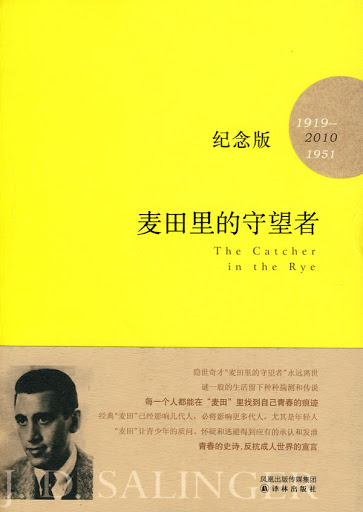 1919–
2010
1951
纪念版
麦田里的守望者
The Catcher
in the Rye
隐世奇才“麦田里的守望者”永远离世
谜一般的生活留下种种揣测和传说
每一个人都能在“麦田”里找到自己青春的痕迹
经典“麦田”已经影响几代人，必将影响更多代人，尤其是年轻人
“麦田”让青少年的质问、怀疑和逃避得到应有的承认和发泄
青春的史诗，反抗成人世界的宣言
J. D. SALINGER
凤凰出版传媒集团
译林出版社